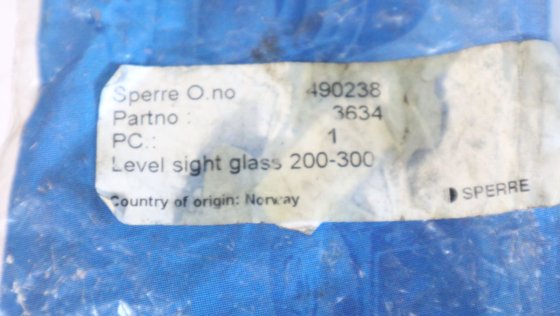 Sperre O.no 490238
Partno : 3634
PC.: 1
Level sight glass 200-300
Country of origin: Norway
SPERRE